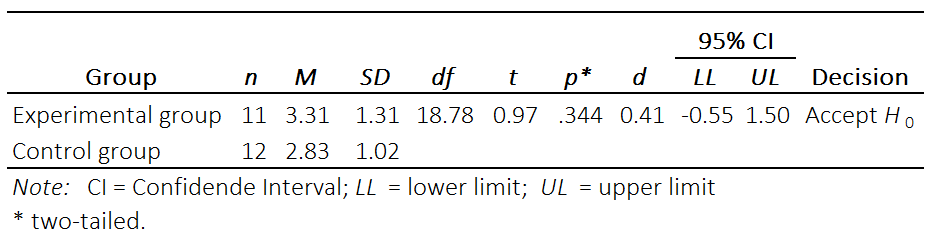 95% CI
Group n M SD df t p* d LL UL Decision
Experimental group 11 3.31 1.31 18.78 0.97 .344 0.41 -0.55 1.50 Accept H 0
Control group 12 2.83 1.02
Note: CI = Confidende Interval; LL = lower limit; UL = upper limit
* two-tailed.